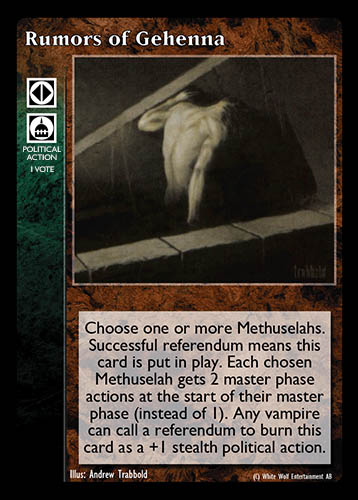 Rumors of Gehenna
POLITICAL
ACTION
1 VOTE
Choose one or more Methuselahs.
Successful referendum means this
card is put in play. Each chosen
Methuselah gets 2 master phase
actions at the start of their master
phase (instead of 1). Any vampire
can call a referendum to burn this
card as a +1 stealth political action.
Illus: Andrew Trabbold
(C) White Wolf Entertainment AB